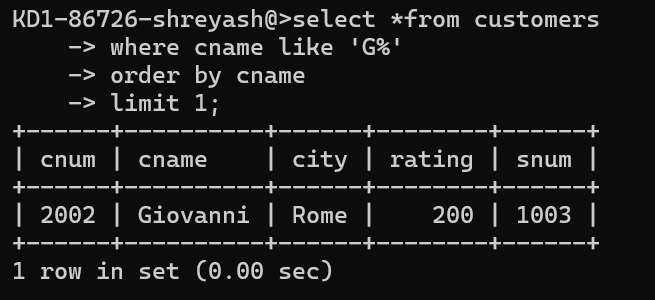 KD1-86726-shreyash@>select *from customers
    -> where cname like 'G%'
    -> order by cname
    -> limit 1;
+------+----------+------+--------+------+
| cnum | cname    | city | rating | snum |
+------+----------+------+--------+------+
| 2002 | Giovanni | Rome |    200 | 1003 |
+------+----------+------+--------+------+
1 row in set (0.00 sec)